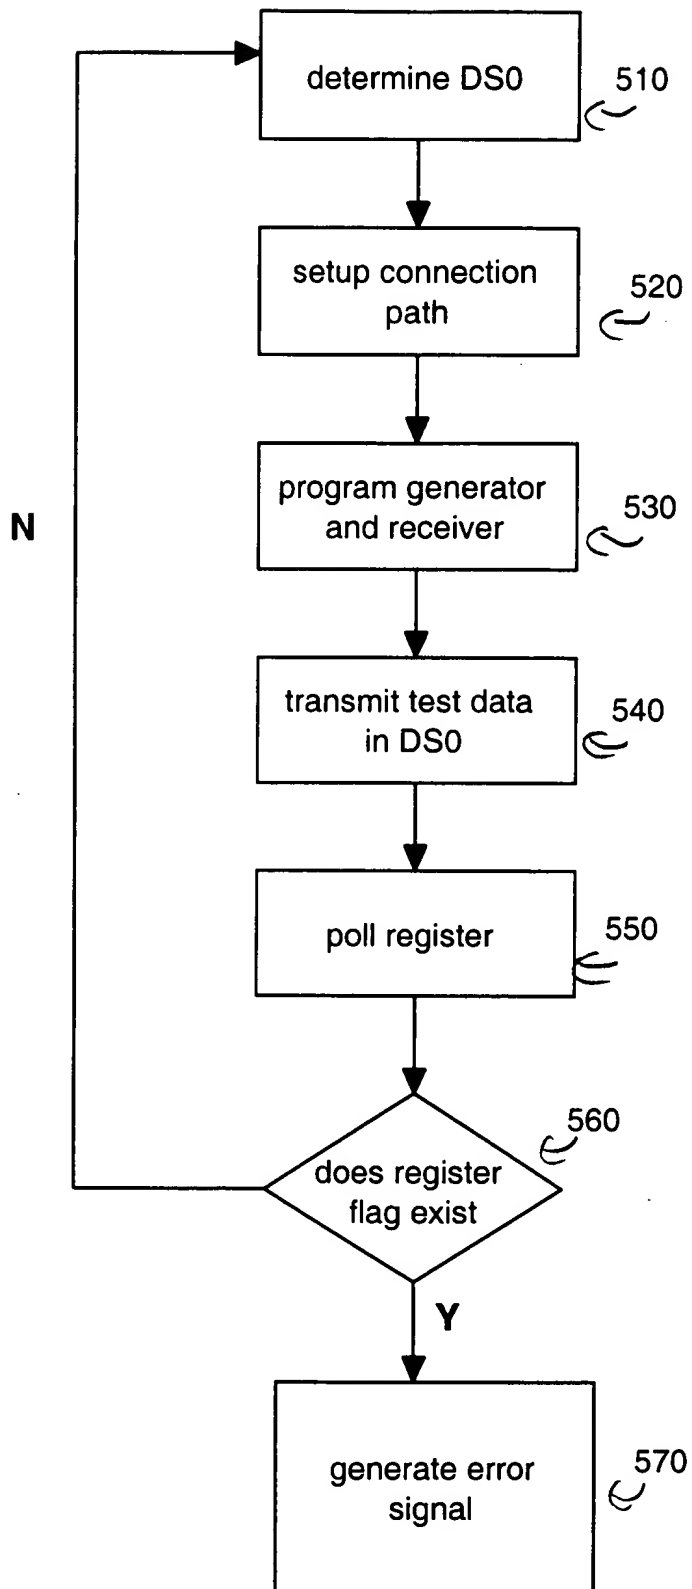 determine DS0
510
setup connection
path
520
program generator
and receiver
530
N
transmit test data
in DS0
540
poll register
550
does register
flag exist
560
Y
generate error
signal
570